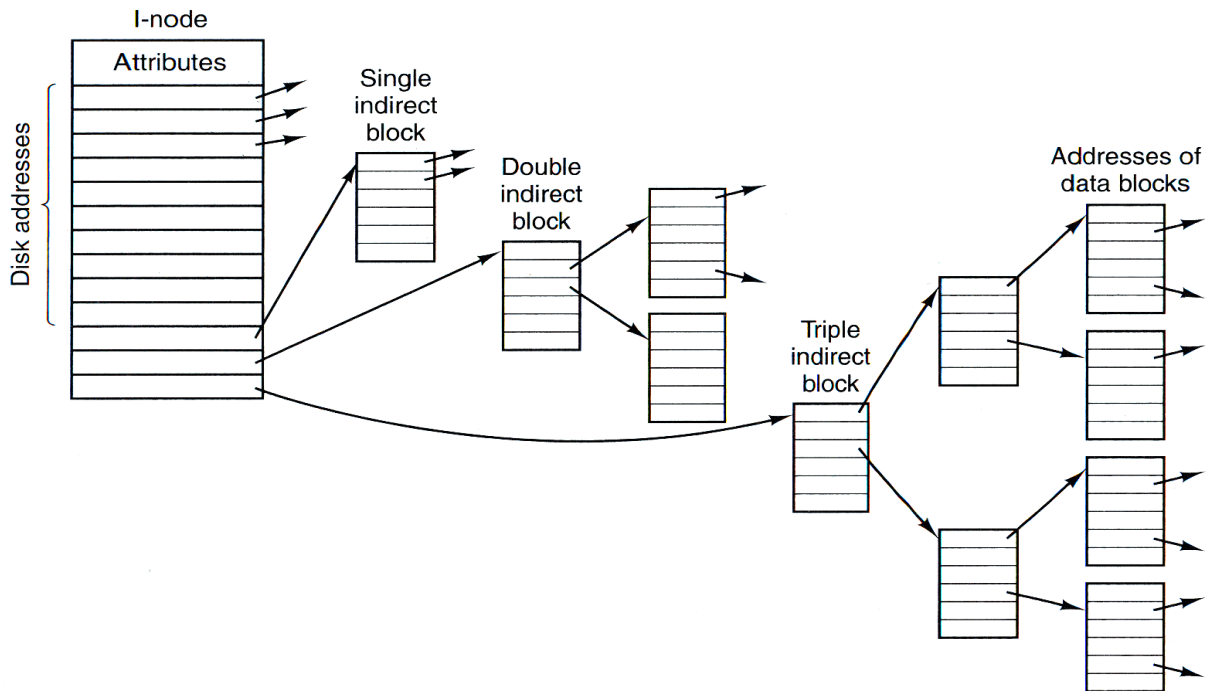 I-node
Attributes
Disk addresses
Single
indirect
block
Double
indirect
block
Triple
indirect
block
Addresses of
data blocks